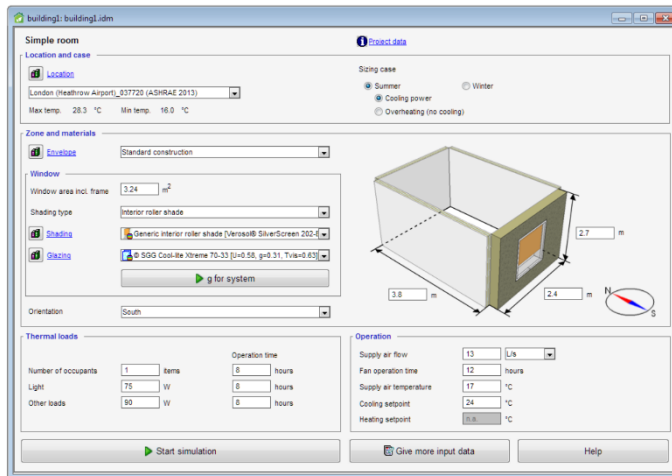 building1: building1.idm
Simple room
Project data
Location and case
Location
London (Heathrow Airport)_037720 (ASHRAE 2013)
Max temp. 28.3 °C Min temp. 16.0 °C
Sizing case
Summer Winter
Cooling power
Overheating (no cooling)
Zone and materials
Envelope Standard construction
Window
Window area incl. frame 3.24 m2
Shading type Interior roller shade
Shading Generic interior roller shade [Verosol® SilverScreen 202-E
Glazing © SGG Cool-lite Xtreme 70-33 [U=0.58, g=0.31, Tvis=0.63]
g for system
Orientation South
2.7 m
3.8 m
2.4 m
N
S
Thermal loads
Operation time
Number of occupants 1 items 8 hours
Light 75 W 8 hours
Other loads 90 W 8 hours
Operation
Supply air flow 13 L/s
Fan operation time 12 hours
Supply air temperature 17 °C
Cooling setpoint 24 °C
Heating setpoint n.a. °C
Start simulation
Give more input data
Help